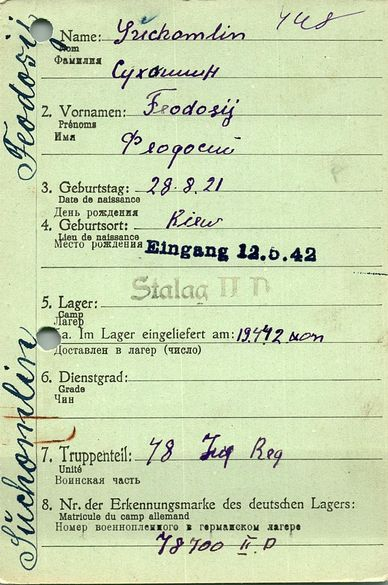 448
Name: Suchomlin
Nom
Фамилия
Сухомлин
2. Vornamen: Feodosij
Prénoms
Имя
Феодосий
3. Geburtstag: 28.8.21
Date de naissance
День рождения
4. Geburtsort: Kiew
Lieu de naissance
Место рождения
Eingang 12.5.42
Stalag II D
5. Lager:
Camp
Лагерь
a. Im Lager eingeliefert am: 19.4.42
Доставлен в лагерь (число)
6. Dienstgrad:
Grade
Чин
7. Truppenteil: 48 Reg
Unité
Воинская часть
8. Nr. der Erkennungsmarke des deutschen Lagers:
Matricule du camp allemand
Номер военнопленного в германском лагере
78700 II. D
Suchomlin Feodosij